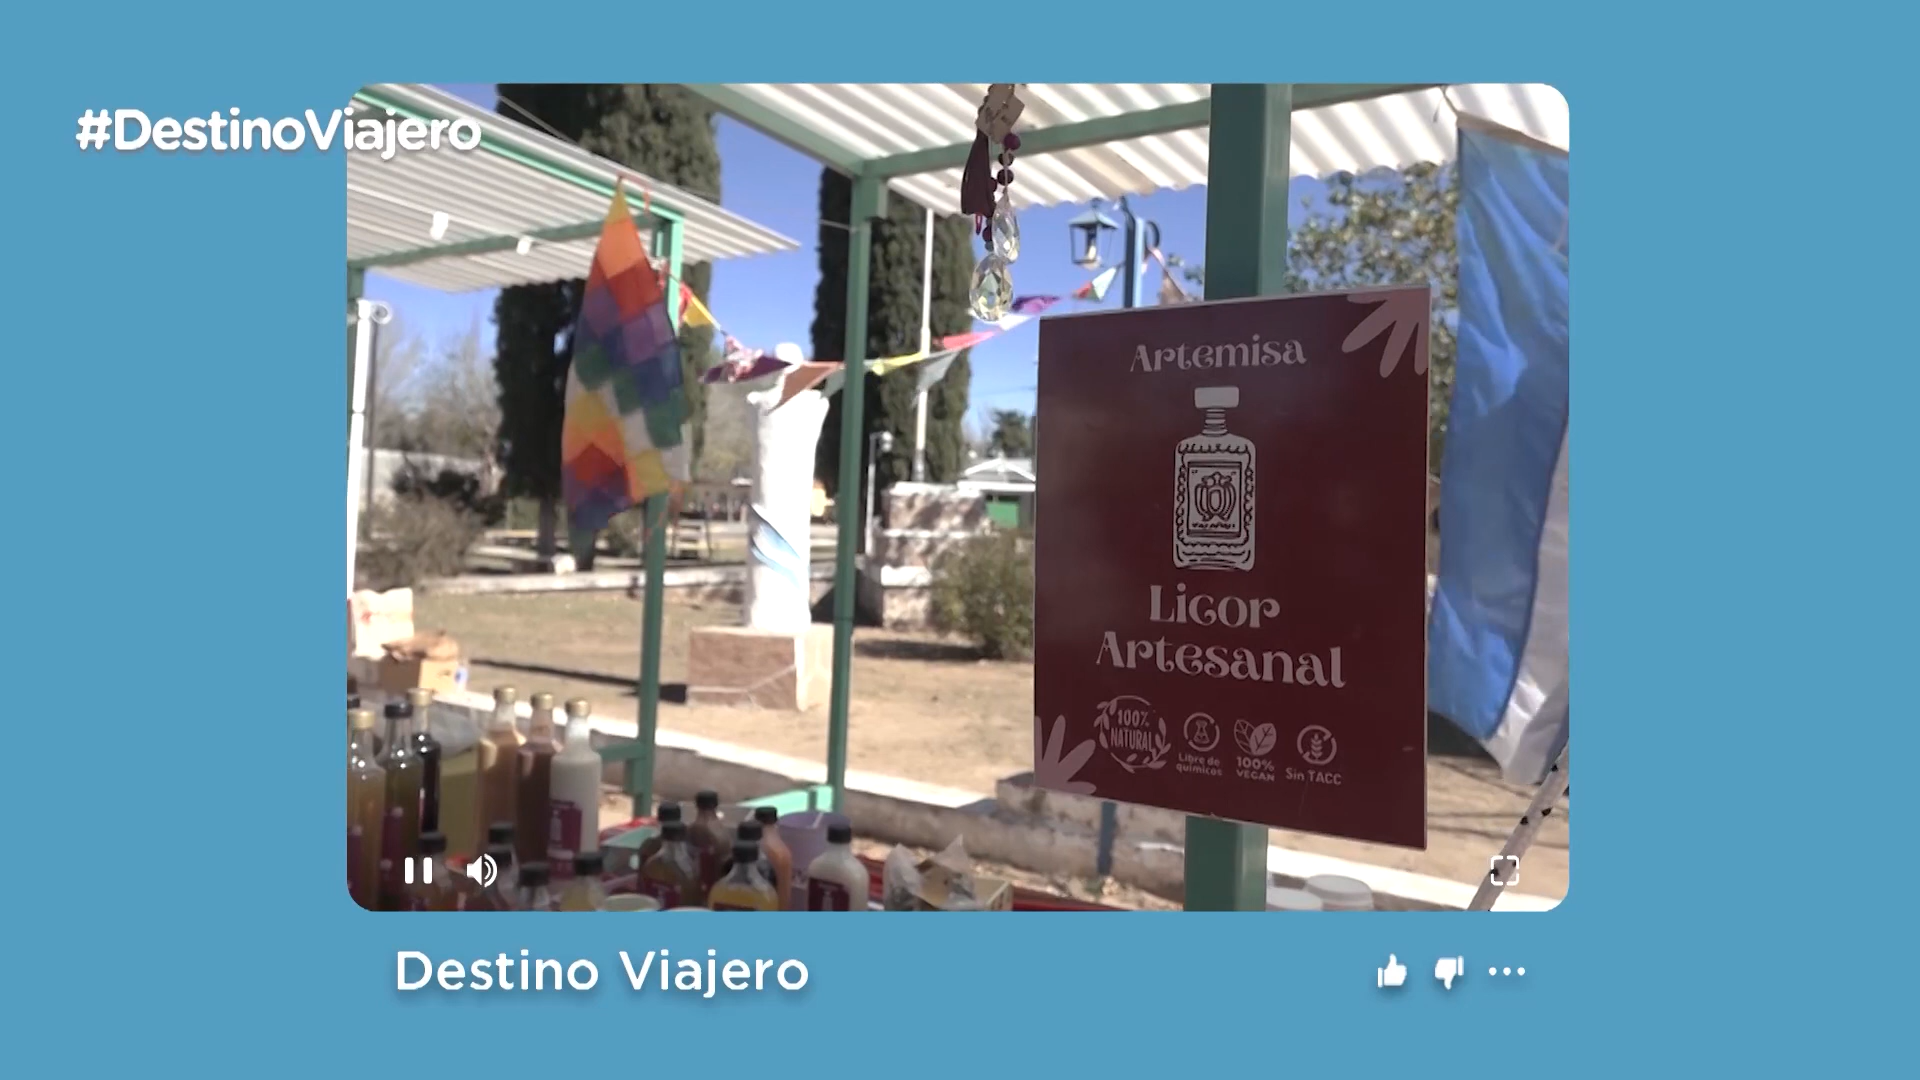 #DestinoViajero
Artemisa
Licor
Artesanal
100%
NATURAL
Libre de
químicos
100%
VEGAN
Sin TACC
Destino Viajero